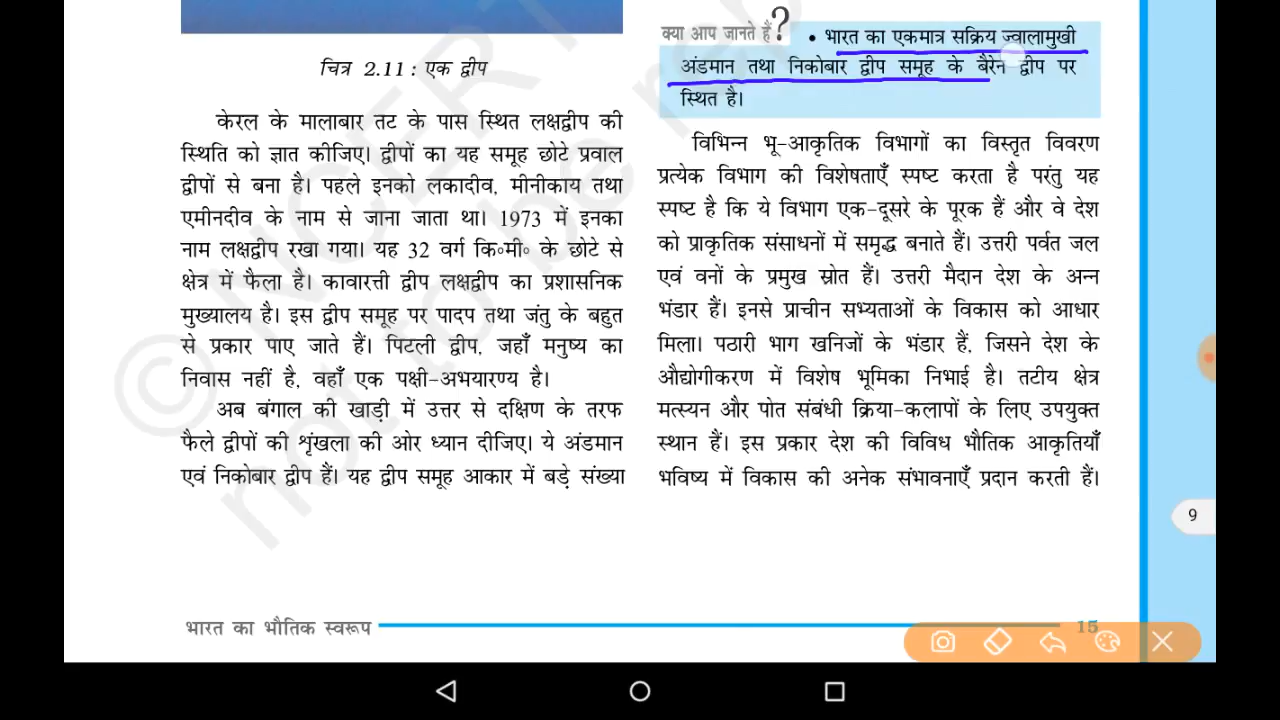 चित्र 2.11 : एक द्वीप
केरल के मालाबार तट के पास स्थित लक्षद्वीप की
स्थिति को ज्ञात कीजिए। द्वीपों का यह समूह छोटे प्रवाल
द्वीपों से बना है। पहले इनको लकादीव, मीनीकाय तथा
एमीनदीव के नाम से जाना जाता था। 1973 में इनका
नाम लक्षद्वीप रखा गया। यह 32 वर्ग कि॰मी॰ के छोटे से
क्षेत्र में फैला है। कावारत्ती द्वीप लक्षद्वीप का प्रशासनिक
मुख्यालय है। इस द्वीप समूह पर पादप तथा जंतु के बहुत
से प्रकार पाए जाते हैं। पिटली द्वीप, जहाँ मनुष्य का
निवास नहीं है, वहाँ एक पक्षी-अभयारण्य है।
अब बंगाल की खाड़ी में उत्तर से दक्षिण के तरफ
फैले द्वीपों की शृंखला की ओर ध्यान दीजिए। ये अंडमान
एवं निकोबार द्वीप हैं। यह द्वीप समूह आकार में बड़े संख्या
क्या आप जानते हैं? • भारत का एकमात्र सक्रिय ज्वालामुखी
अंडमान तथा निकोबार द्वीप समूह के बैरेन द्वीप पर
स्थित है।
विभिन्न भू-आकृतिक विभागों का विस्तृत विवरण
प्रत्येक विभाग की विशेषताएँ स्पष्ट करता है परंतु यह
स्पष्ट है कि ये विभाग एक-दूसरे के पूरक हैं और वे देश
को प्राकृतिक संसाधनों में समृद्ध बनाते हैं। उत्तरी पर्वत जल
एवं वनों के प्रमुख स्रोत हैं। उत्तरी मैदान देश के अन्न
भंडार हैं। इनसे प्राचीन सभ्यताओं के विकास को आधार
मिला। पठारी भाग खनिजों के भंडार हैं, जिसने देश के
औद्योगीकरण में विशेष भूमिका निभाई है। तटीय क्षेत्र
मत्स्यन और पोत संबंधी क्रिया-कलापों के लिए उपयुक्त
स्थान हैं। इस प्रकार देश की विविध भौतिक आकृतियाँ
भविष्य में विकास की अनेक संभावनाएँ प्रदान करती हैं।
9
भारत का भौतिक स्वरूप
15
© NCERT
not to be re